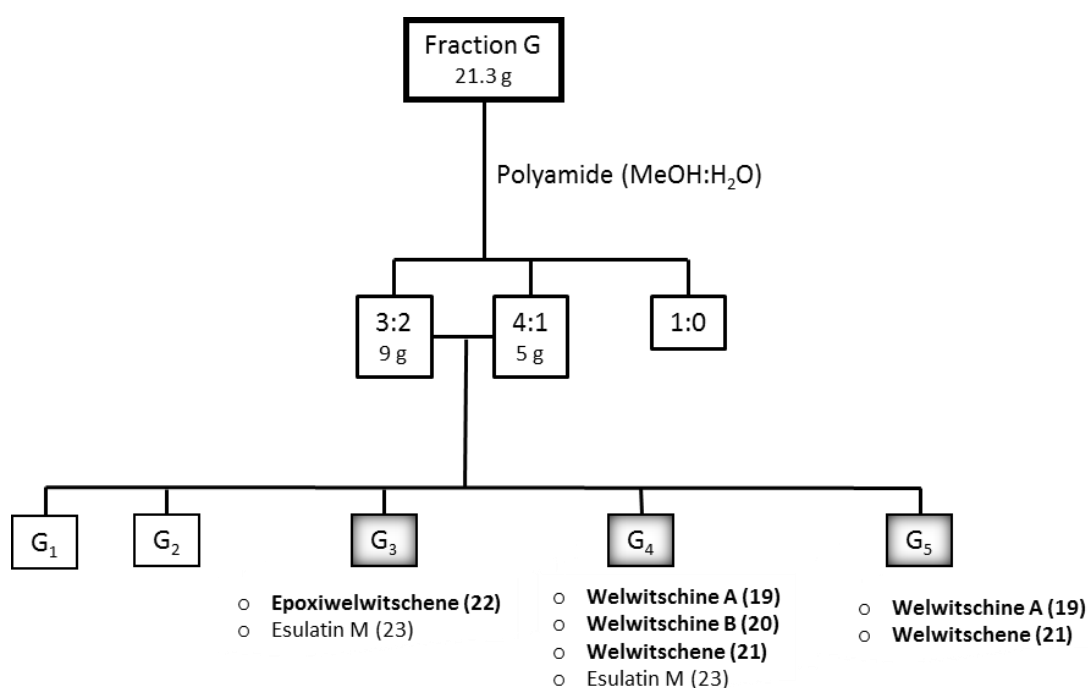 Fraction G
21.3 g
Polyamide (MeOH:H₂O)
3:2
9 g
4:1
5 g
1:0
G₁
G₂
G₃
G₄
G₅
○ Epoxiwelwitschene (22)
○ Esulatin M (23)
○ Welwitschine A (19)
○ Welwitschine B (20)
○ Welwitschene (21)
○ Esulatin M (23)
○ Welwitschine A (19)
○ Welwitschene (21)